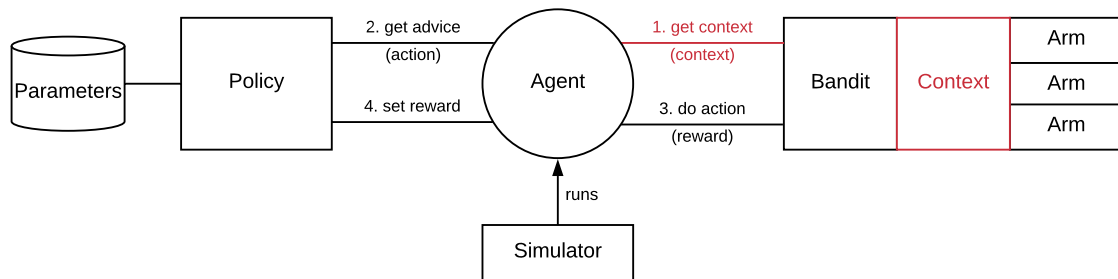 Parameters
Policy
2. get advice
(action)
4. set reward
Agent
1. get context
(context)
3. do action
(reward)
Bandit
Context
Arm
Arm
Arm
runs
Simulator